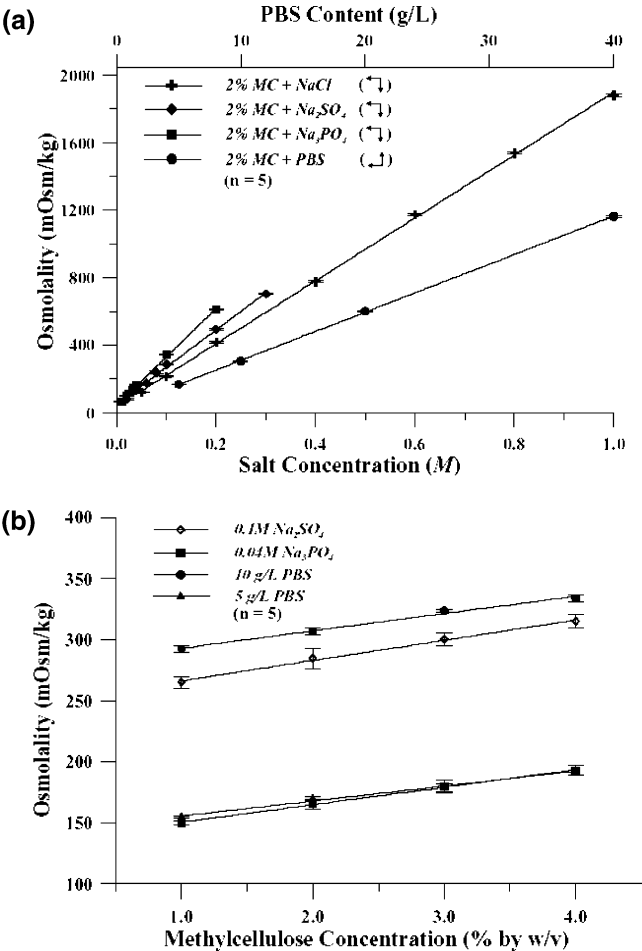 (a)
PBS Content (g/L)
0 10 20 30 40
2000
1600
1200
800
400
0
Osmolality (mOsm/kg)
2% MC + NaCl ( )
2% MC + Na₂SO₄ ( )
2% MC + Na₃PO₄ ( )
2% MC + PBS ( )
(n = 5)
0.0 0.2 0.4 0.6 0.8 1.0
Salt Concentration (M)
(b)
400
350
300
250
200
150
100
Osmolality (mOsm/kg)
0.1M Na₂SO₄
0.04M Na₃PO₄
10 g/L PBS
5 g/L PBS
(n = 5)
1.0 2.0 3.0 4.0
Methylcellulose Concentration (% by w/v)